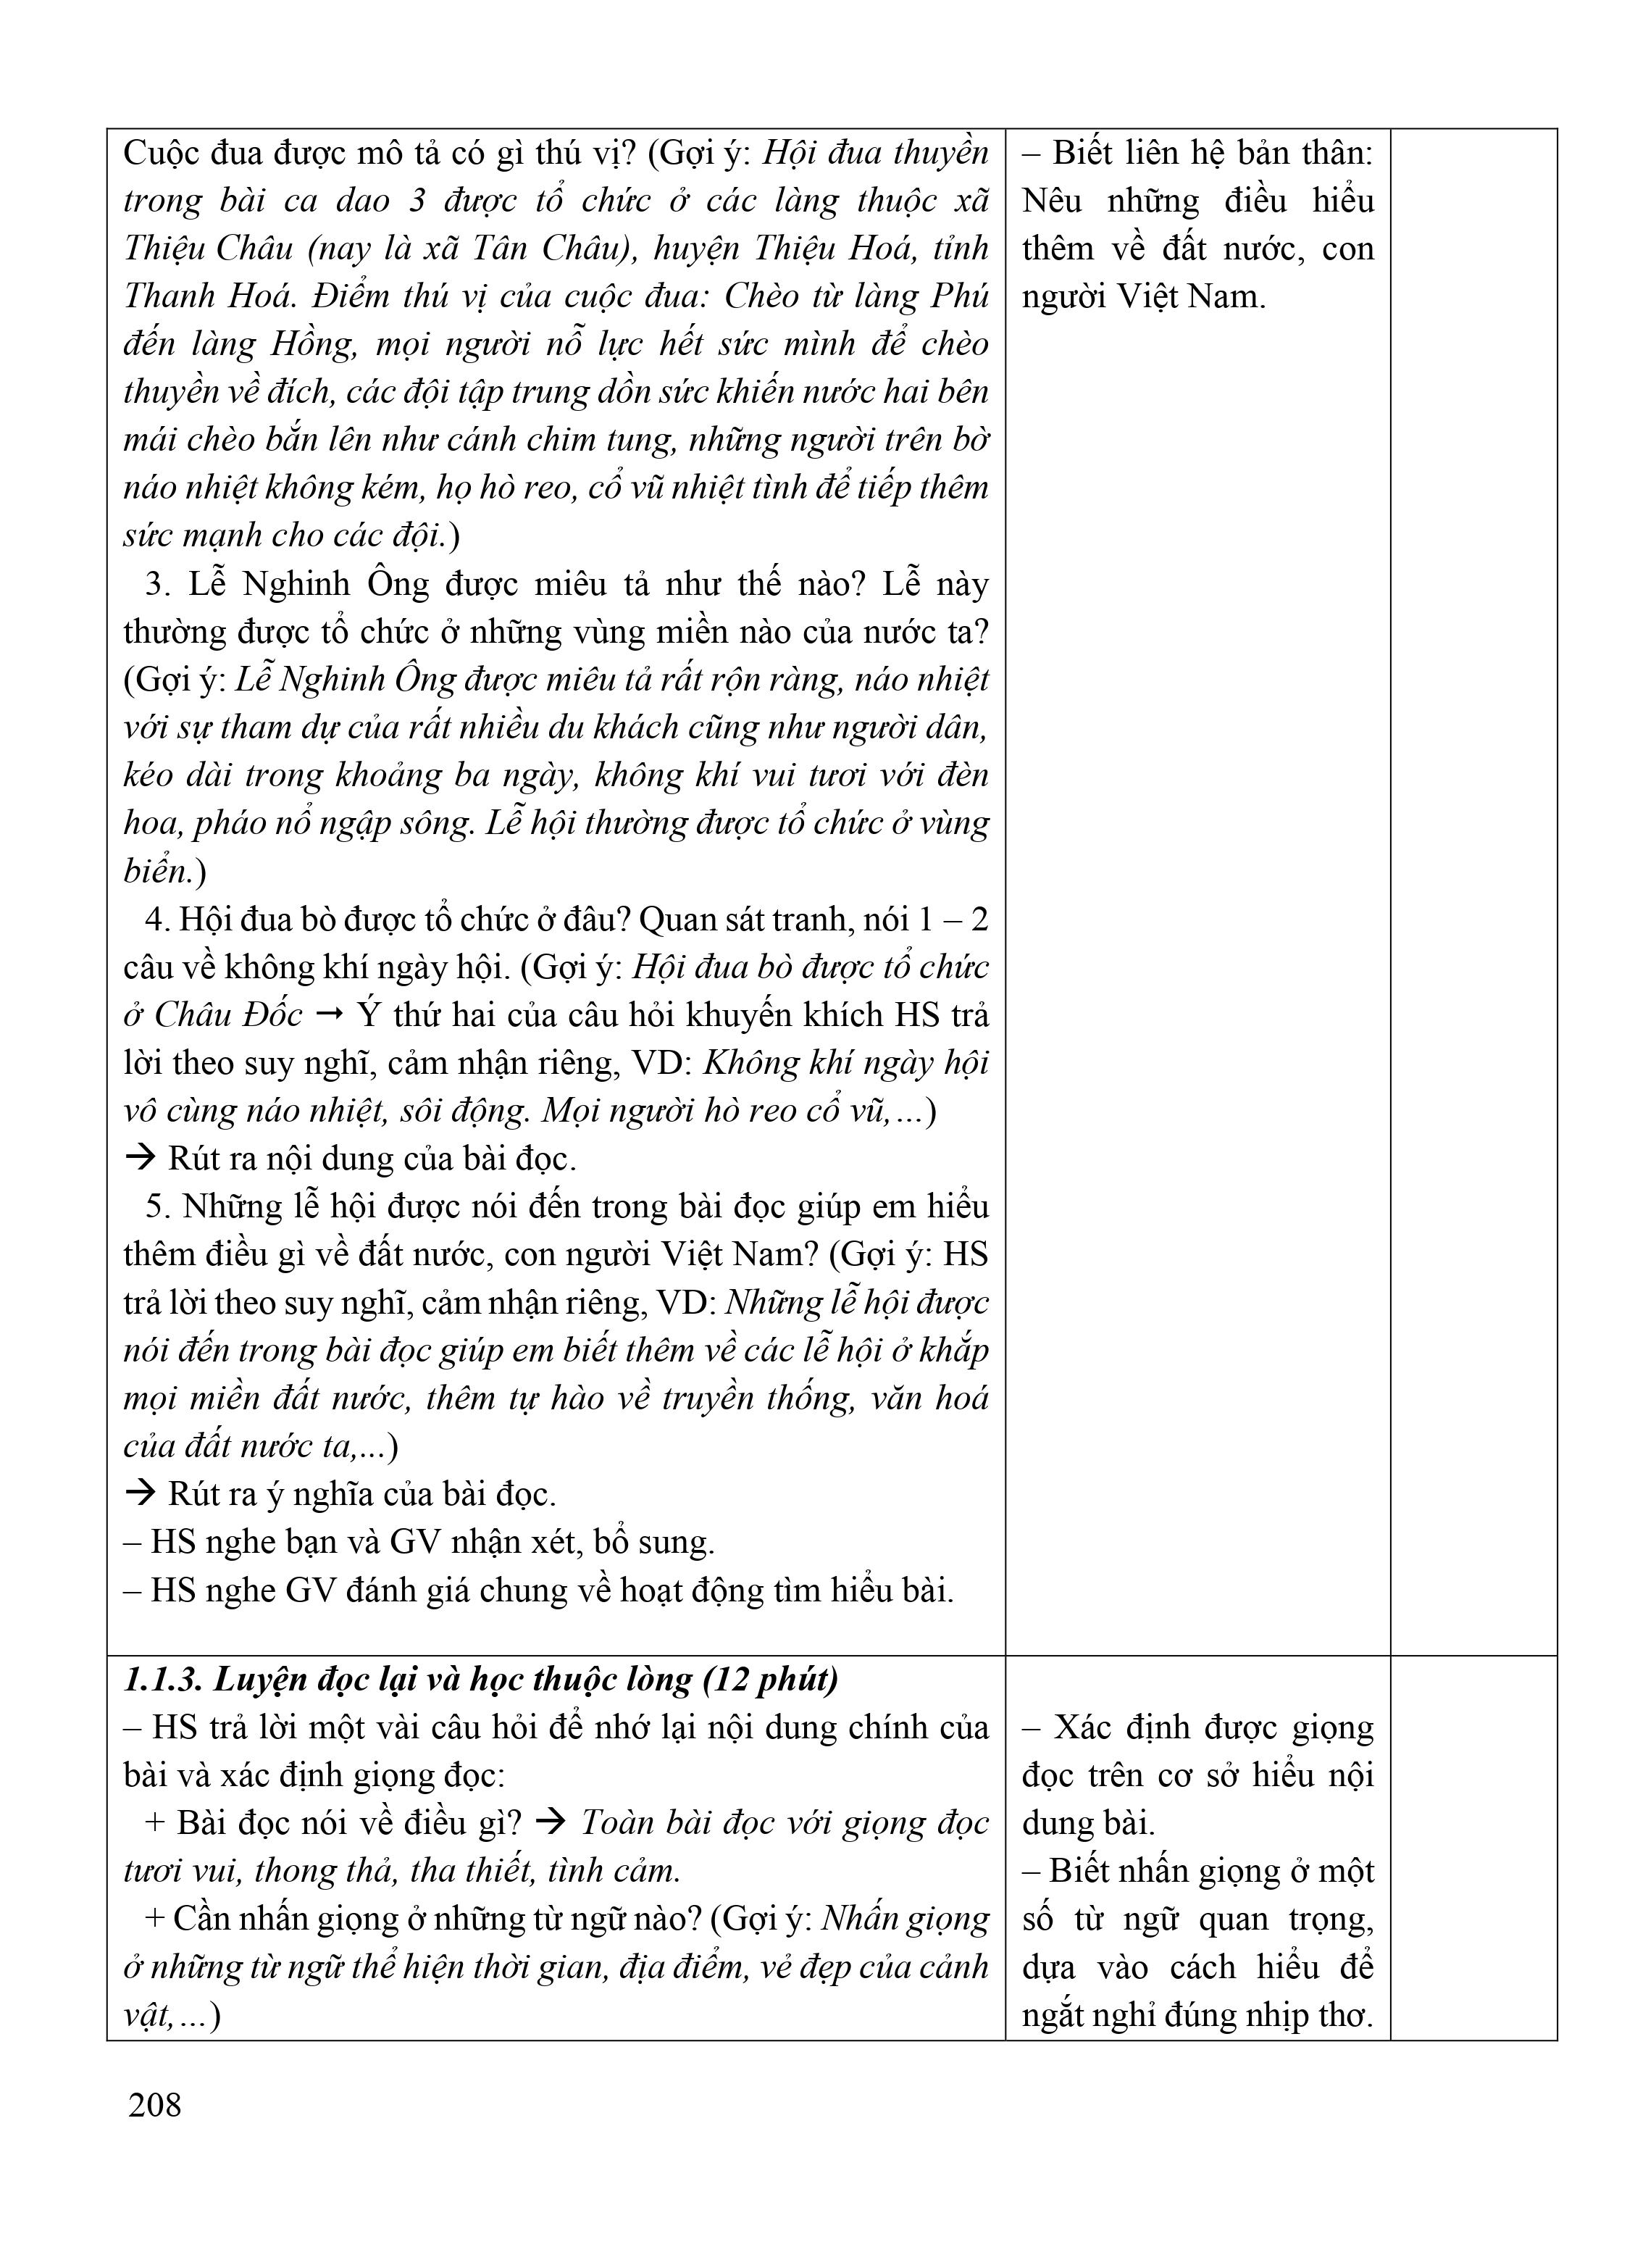 Cuộc đua được mô tả có gì thú vị? (Gợi ý: Hội đua thuyền
trong bài ca dao 3 được tổ chức ở các làng thuộc xã
Thiệu Châu (nay là xã Tân Châu), huyện Thiệu Hoá, tỉnh
Thanh Hoá. Điểm thú vị của cuộc đua: Chèo từ làng Phú
đến làng Hồng, mọi người nỗ lực hết sức mình để chèo
thuyền về đích, các đội tập trung dồn sức khiến nước hai bên
mái chèo bắn lên như cánh chim tung, những người trên bờ
náo nhiệt không kém, họ hò reo, cổ vũ nhiệt tình để tiếp thêm
sức mạnh cho các đội.)
3. Lễ Nghinh Ông được miêu tả như thế nào? Lễ này
thường được tổ chức ở những vùng miền nào của nước ta?
(Gợi ý: Lễ Nghinh Ông được miêu tả rất rộn ràng, náo nhiệt
với sự tham dự của rất nhiều du khách cũng như người dân,
kéo dài trong khoảng ba ngày, không khí vui tươi với đèn
hoa, pháo nổ ngập sông. Lễ hội thường được tổ chức ở vùng
biển.)
4. Hội đua bò được tổ chức ở đâu? Quan sát tranh, nói 1 – 2
câu về không khí ngày hội. (Gợi ý: Hội đua bò được tổ chức
ở Châu Đốc → Ý thứ hai của câu hỏi khuyến khích HS trả
lời theo suy nghĩ, cảm nhận riêng, VD: Không khí ngày hội
vô cùng náo nhiệt, sôi động. Mọi người hò reo cổ vũ,…)
→ Rút ra nội dung của bài đọc.
5. Những lễ hội được nói đến trong bài đọc giúp em hiểu
thêm điều gì về đất nước, con người Việt Nam? (Gợi ý: HS
trả lời theo suy nghĩ, cảm nhận riêng, VD: Những lễ hội được
nói đến trong bài đọc giúp em biết thêm về các lễ hội ở khắp
mọi miền đất nước, thêm tự hào về truyền thống, văn hoá
của đất nước ta,...)
→ Rút ra ý nghĩa của bài đọc.
– HS nghe bạn và GV nhận xét, bổ sung.
– HS nghe GV đánh giá chung về hoạt động tìm hiểu bài.
– Biết liên hệ bản thân:
Nêu những điều hiểu
thêm về đất nước, con
người Việt Nam.
1.1.3. Luyện đọc lại và học thuộc lòng (12 phút)
– HS trả lời một vài câu hỏi để nhớ lại nội dung chính của
bài và xác định giọng đọc:
+ Bài đọc nói về điều gì? → Toàn bài đọc với giọng đọc
tươi vui, thong thả, tha thiết, tình cảm.
+ Cần nhấn giọng ở những từ ngữ nào? (Gợi ý: Nhấn giọng
ở những từ ngữ thể hiện thời gian, địa điểm, vẻ đẹp của cảnh
vật,…)
– Xác định được giọng
đọc trên cơ sở hiểu nội
dung bài.
– Biết nhấn giọng ở một
số từ ngữ quan trọng,
dựa vào cách hiểu để
ngắt nghỉ đúng nhịp thơ.
208